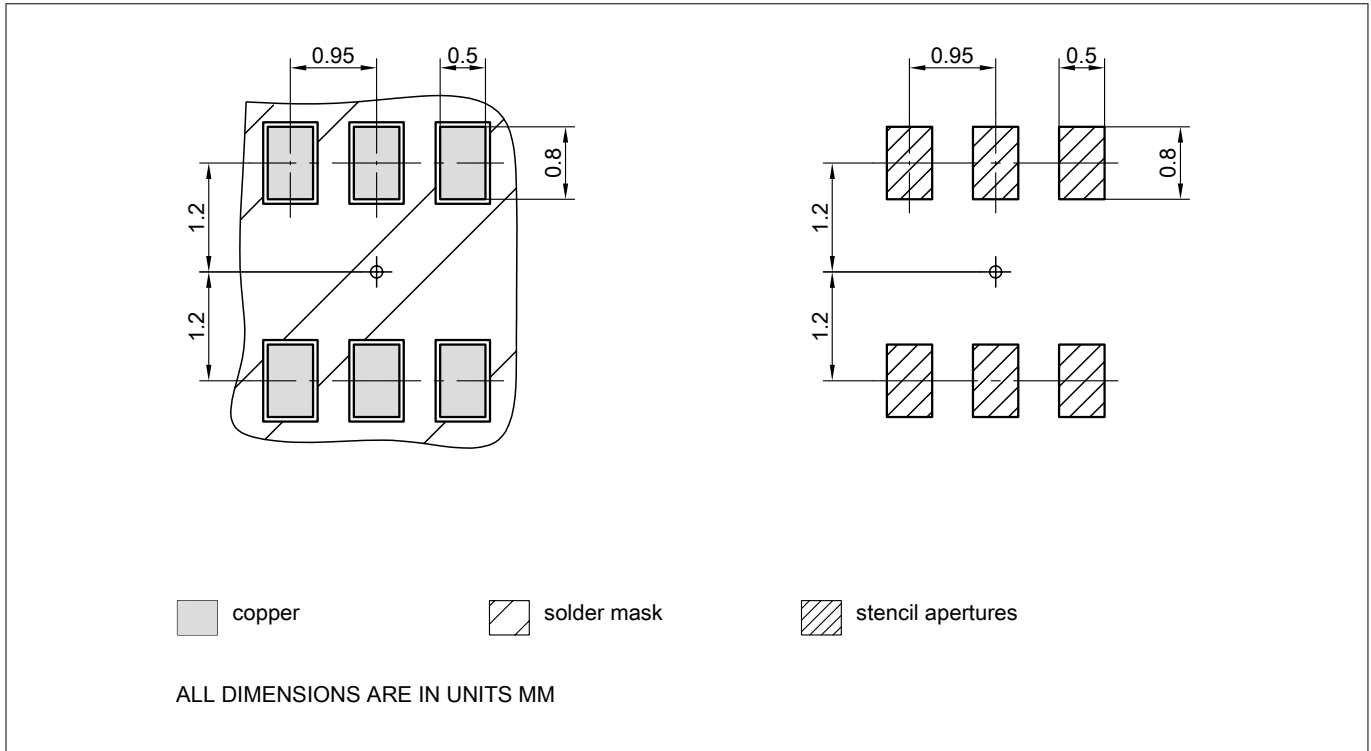 0.95 0.5 0.95 0.5
0.8 0.8
1.2 1.2
1.2 1.2
copper solder mask stencil apertures
ALL DIMENSIONS ARE IN UNITS MM